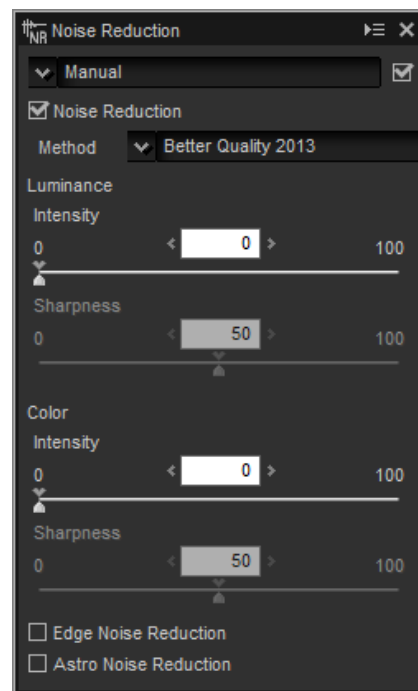 NR Noise Reduction
Manual
Noise Reduction
Method Better Quality 2013
Luminance
Intensity
0 0 100
Sharpness
0 50 100
Color
Intensity
0 0 100
Sharpness
0 50 100
Edge Noise Reduction
Astro Noise Reduction